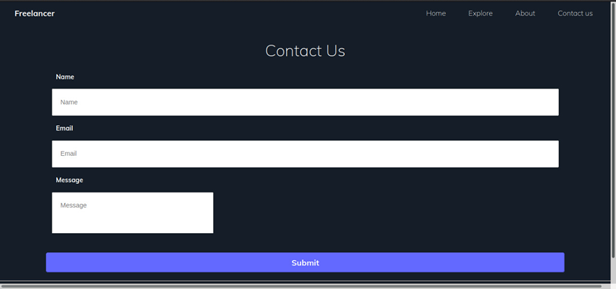 Freelancer Home Explore About Contact us
Contact Us
Name
Name
Email
Email
Message
Message
Submit